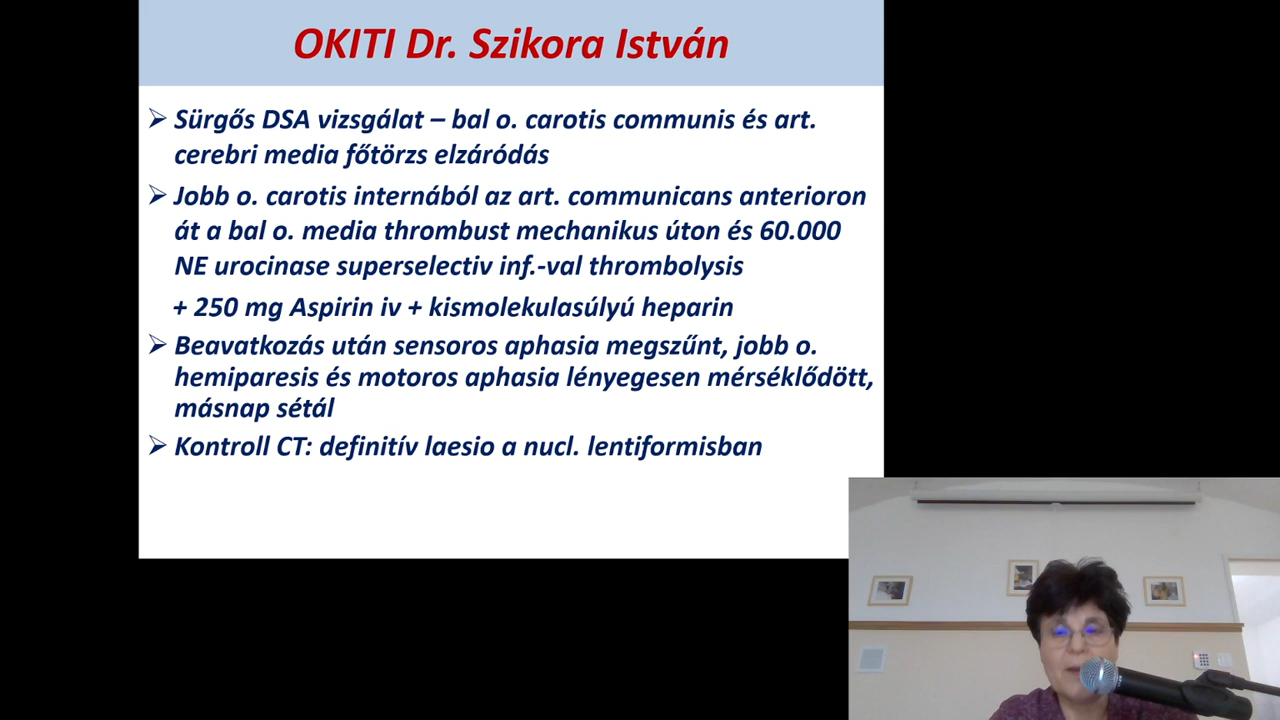 OKITI Dr. Szikora István
Sürgős DSA vizsgálat – bal o. carotis communis és art.
cerebri media főtörzs elzáródás
Jobb o. carotis internából az art. communicans anterioron
át a bal o. media thrombust mechanikus úton és 60.000
NE urocinase superselectiv inf.-val thrombolysis
+ 250 mg Aspirin iv + kismolekulasúlyú heparin
Beavatkozás után sensoros aphasia megszűnt, jobb o.
hemiparesis és motoros aphasia lényegesen mérséklődött,
másnap sétál
Kontroll CT: definitív laesio a nucl. lentiformisban